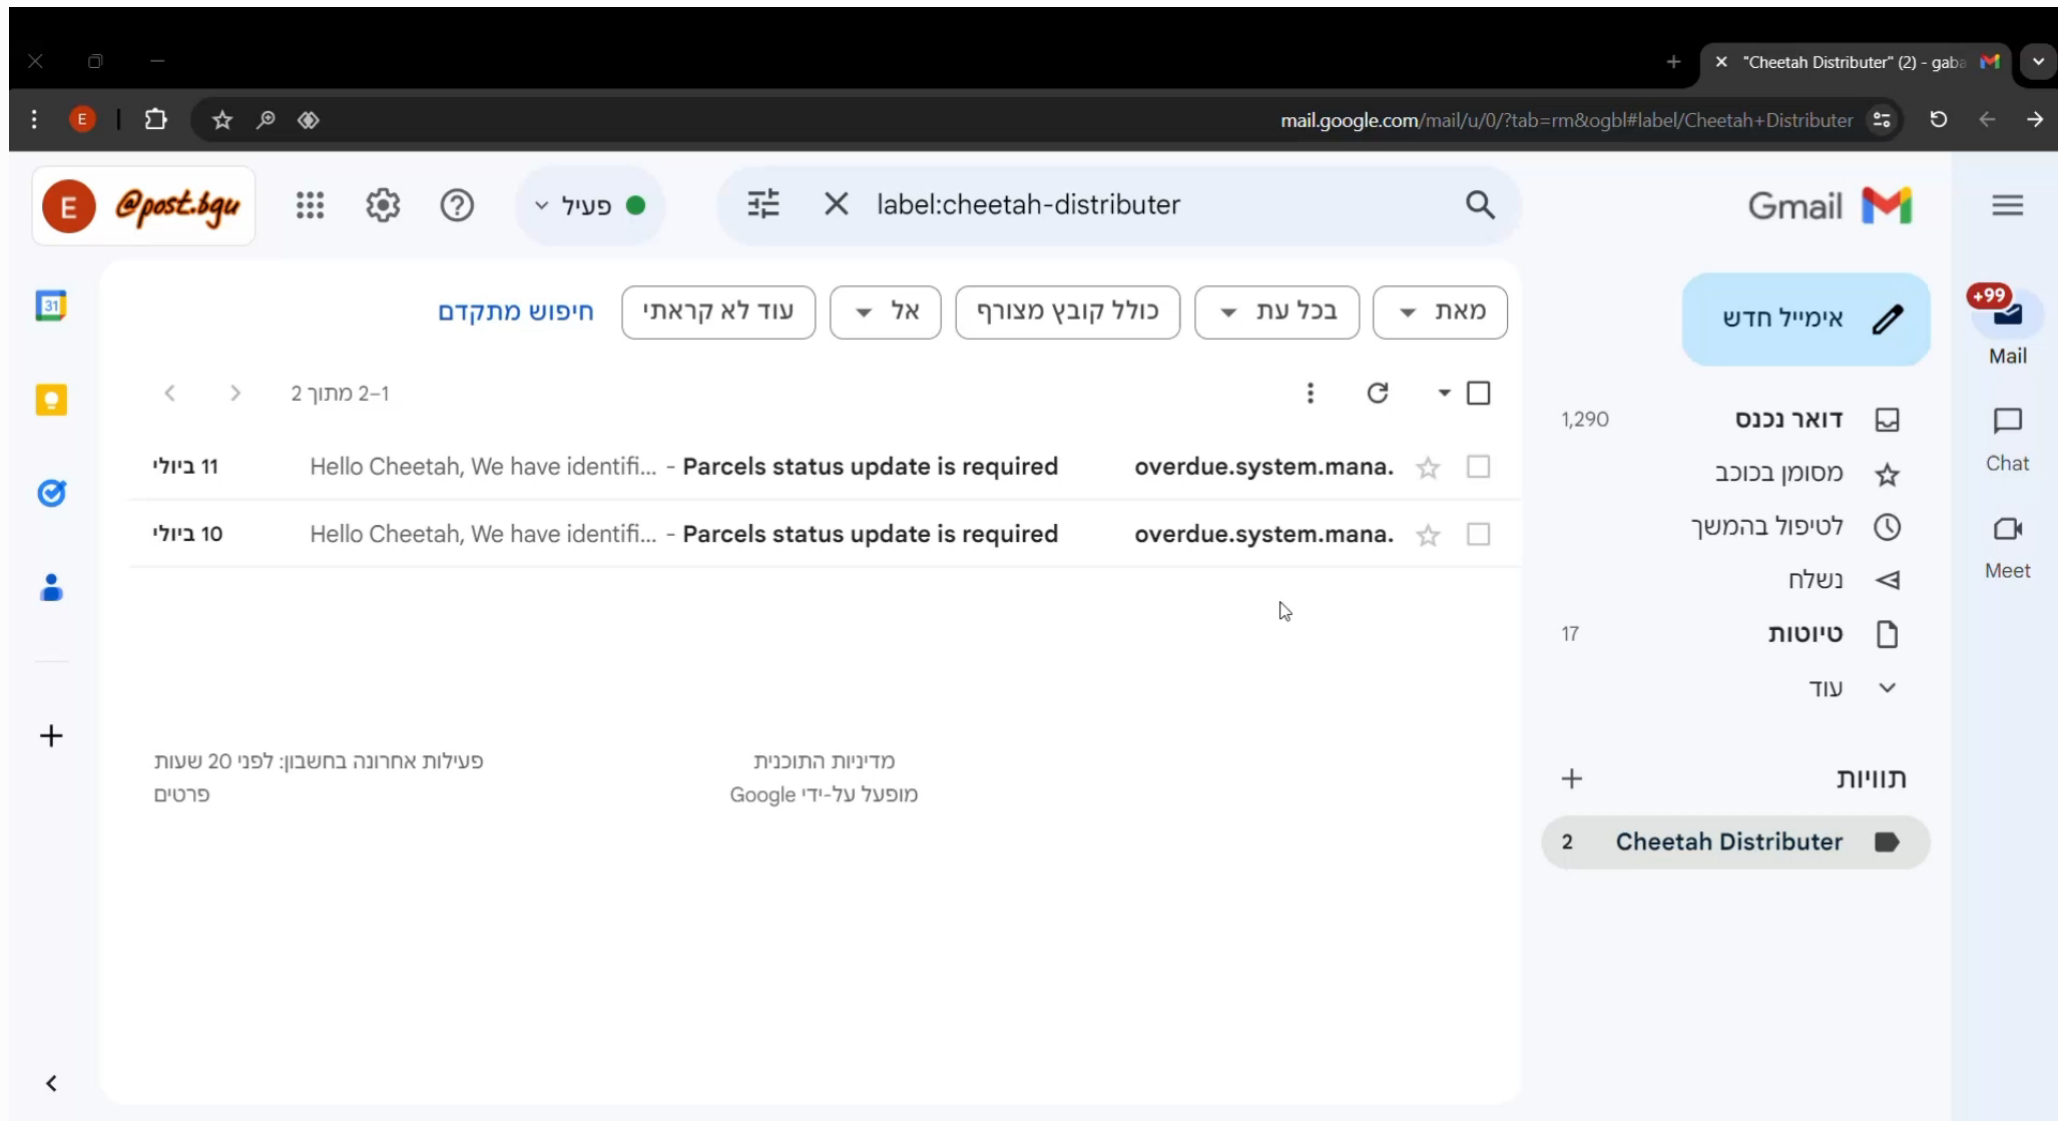 "Cheetah Distributer" (2) - gaba
mail.google.com/mail/u/0/?tab=rm&ogbl#label/Cheetah+Distributer
E
Gmail
label:cheetah-distributer
פעיל
@post.bgu
E
+99
Mail
Chat
Meet
אימייל חדש
דואר נכנס 1,290
מסומן בכוכב
לטיפול בהמשך
נשלח
טיוטות 17
עוד
תוויות
Cheetah Distributer 2
מאת
בכל עת
כולל קובץ מצורף
אל
עוד לא קראתי
חיפוש מתקדם
1–2 מתוך 2
overdue.system.mana. Parcels status update is required - Hello Cheetah, We have identifi... 11 ביולי
overdue.system.mana. Parcels status update is required - Hello Cheetah, We have identifi... 10 ביולי
מדיניות התוכנית
מופעל על-ידי Google
פעילות אחרונה בחשבון: לפני 20 שעות
פרטים
31